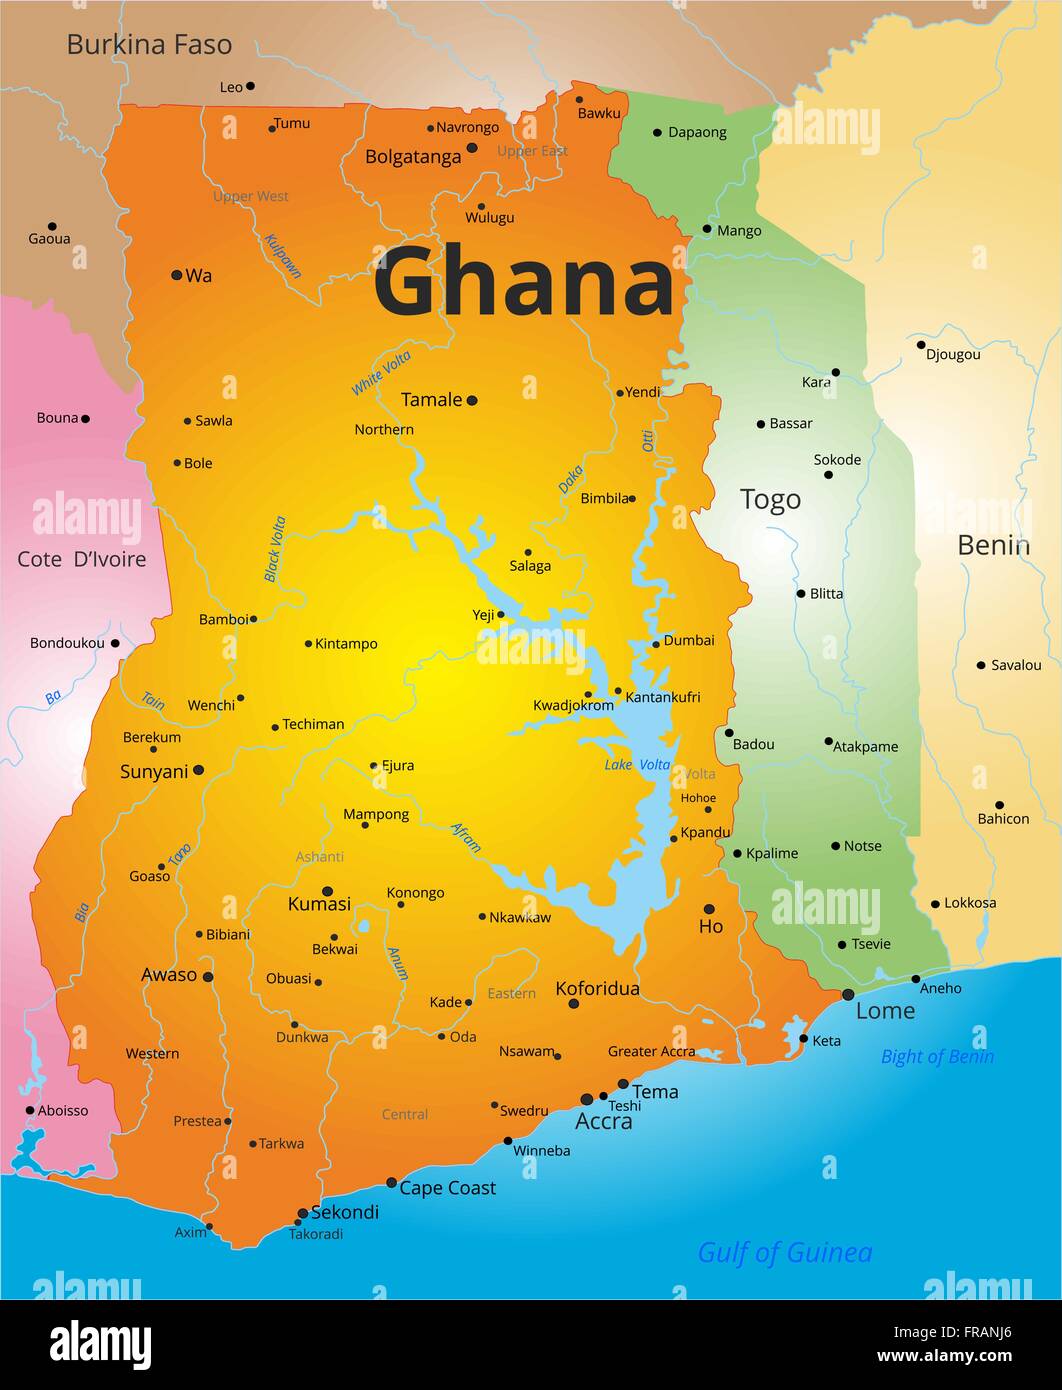 Burkina Faso
Leo
Tumu
Navrongo
Bawku
Bolgatanga
Upper East
Dapaong
Upper West
Wulugu
Gaoua
Mango
Kulpawn
Wa
Ghana
White Volta
Djougou
Kara
Tamale
Yendi
Bouna
Sawla
Northern
Otti
Bassar
Bole
Daka
Sokode
Bimbila
Togo
Black Volta
Cote D'Ivoire
Salaga
Benin
Blitta
Bamboi
Yeji
Bondoukou
Kintampo
Dumbai
Savalou
Ba
Tain
Wenchi
Kwadjokrom
Kantankufri
Techiman
Berekum
Badou
Atakpame
Sunyani
Ejura
Lake Volta
Volta
Hohoe
Mampong
Bahicon
Afram
Kpandu
Tano
Ashanti
Kpalime
Notse
Goaso
Kumasi
Konongo
Bia
Nkawkaw
Ho
Lokkosa
Bibiani
Bekwai
Tsevie
Anum
Awaso
Obuasi
Koforidua
Eastern
Kade
Aneho
Lome
Dunkwa
Oda
Keta
Western
Nsawam
Greater Accra
Bight of Benin
Tema
Aboisso
Teshi
Prestea
Central
Swedru
Accra
Tarkwa
Winneba
Cape Coast
Sekondi
Axim
Takoradi
Gulf of Guinea
a
alamy
alamy
Image ID: FRANJ6
www.alamy.com